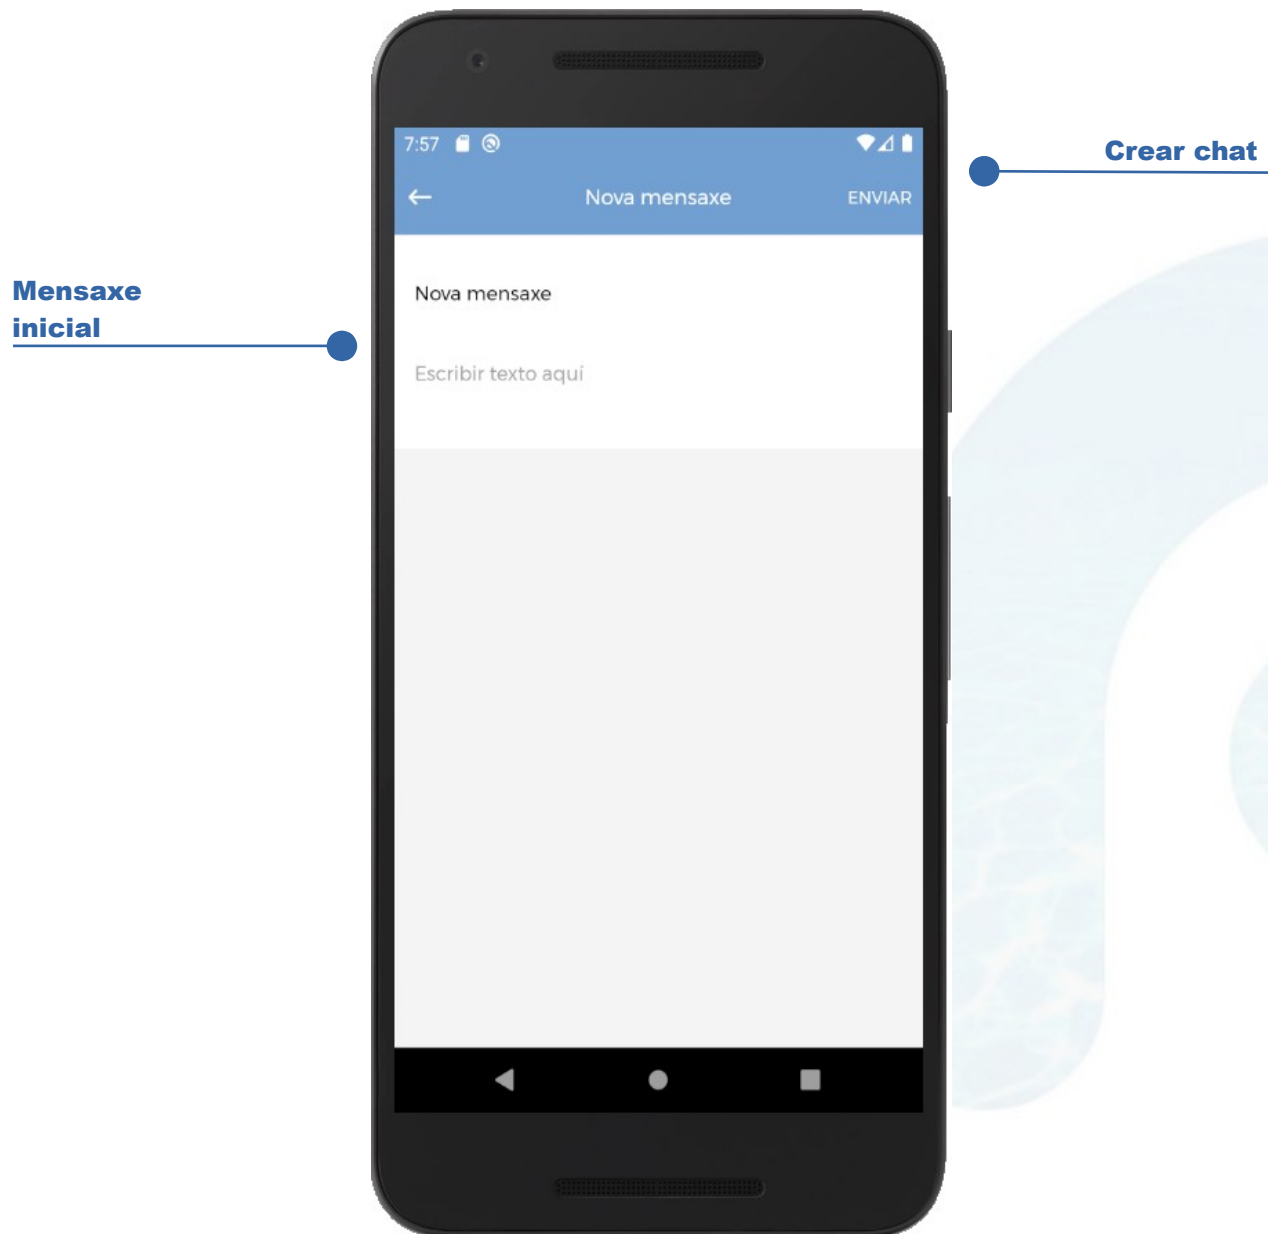 7:57
Crear chat
Nova mensaxe
ENVIAR
Mensaxe
inicial
Nova mensaxe
Escribir texto aquí